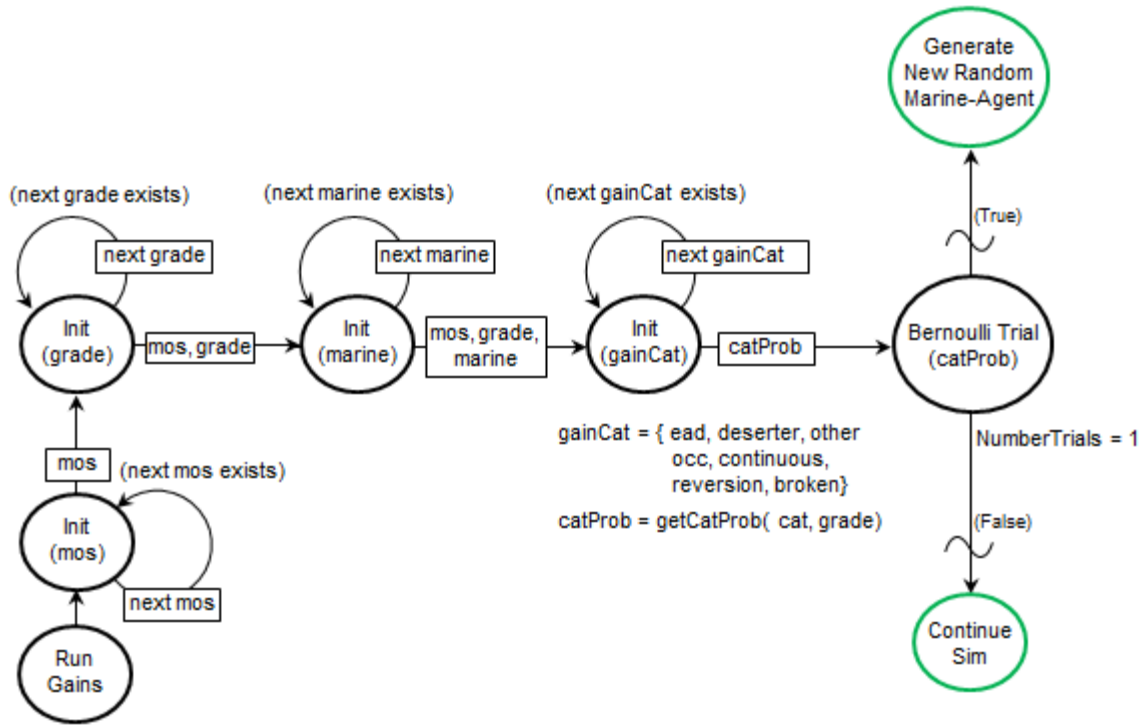 Generate
New Random
Marine-Agent
(next grade exists)
(next marine exists)
(next gainCat exists)
(True)
next grade
next marine
next gainCat
Init
(grade)
mos, grade
Init
(marine)
mos, grade,
marine
Init
(gainCat)
catProb
Bernoulli Trial
(catProb)
gainCat = { ead, deserter, other
occ, continuous,
reversion, broken}
catProb = getCatProb( cat, grade)
NumberTrials = 1
mos
(next mos exists)
Init
(mos)
next mos
(False)
Run
Gains
Continue
Sim